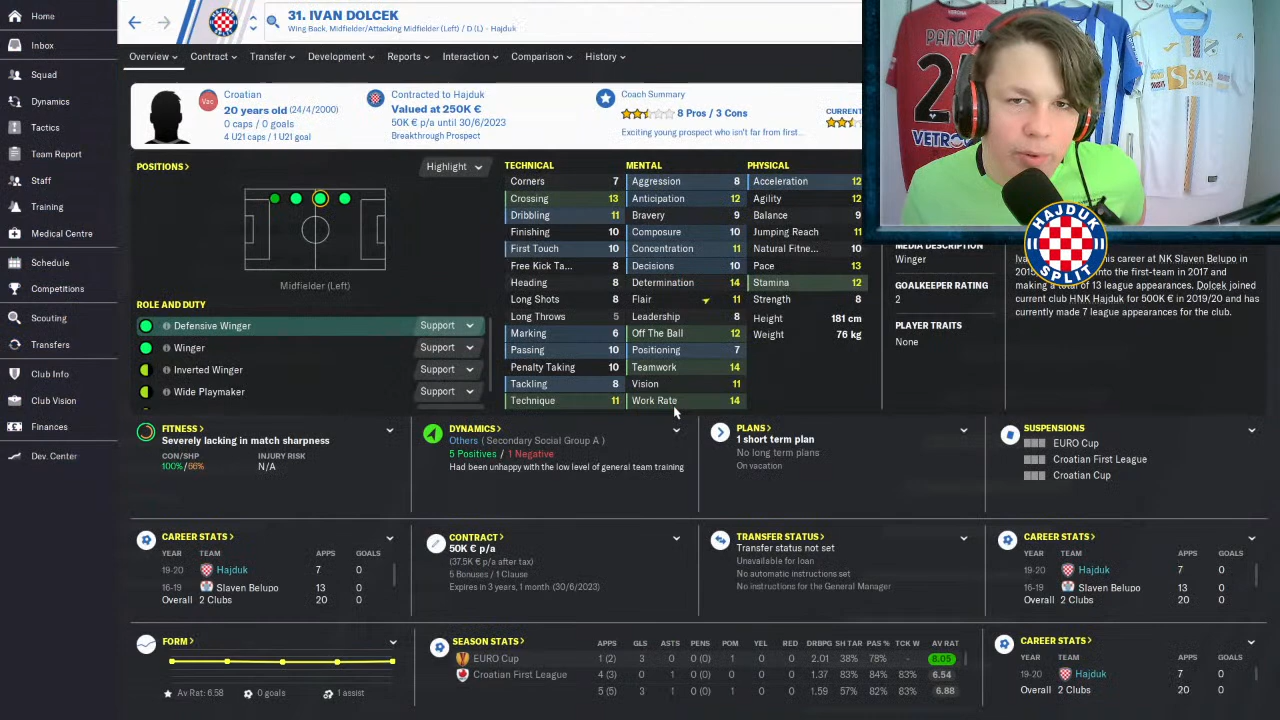 Home
Inbox
Squad
Dynamics
Tactics
Team Report
Staff
Training
Medical Centre
Schedule
Competitions
Scouting
Transfers
Club Info
Club Vision
Finances
Dev. Center
31. IVAN DOLCEK
Wing Back, Midfielder/Attacking Midfielder (Left) / D (L) - Hajduk
Overview
Contract
Transfer
Development
Reports
Interaction
Comparison
History
Vac
Croatian
20 years old (24/4/2000)
0 caps / 0 goals
4 U21 caps / 1 U21 goal
Contracted to Hajduk
Valued at 250K €
50K € p/a until 30/6/2023
Breakthrough Prospect
Coach Summary
8 Pros / 3 Cons
Exciting young prospect who isn't far from first...
CURRENT
POSITIONS
Highlight
Midfielder (Left)
ROLE AND DUTY
Defensive Winger Support
Winger Support
Inverted Winger Support
Wide Playmaker Support
TECHNICAL
Corners 7
Crossing 13
Dribbling 11
Finishing 10
First Touch 10
Free Kick Ta... 8
Heading 8
Long Shots 8
Long Throws 5
Marking 6
Passing 10
Penalty Taking 10
Tackling 8
Technique 11
MENTAL
Aggression 8
Anticipation 12
Bravery 9
Composure 10
Concentration 11
Decisions 10
Determination 14
Flair 11
Leadership 8
Off The Ball 12
Positioning 7
Teamwork 14
Vision 11
Work Rate 14
PHYSICAL
Acceleration 12
Agility 12
Balance 9
Jumping Reach 11
Natural Fitne... 10
Pace 13
Stamina 12
Strength 8
Height 181 cm
Weight 76 kg
MEDIA DESCRIPTION
Winger
GOALKEEPER RATING
2
PLAYER TRAITS
None
his career at NK Slaven Belupo in
into the first-team in 2017 and
making a total of 13 league appearances. Dolcek
joined current club HNK Hajduk for 500K € in 2019/20 and has
currently made 7 league appearances for the club.
HAJDUK
SPLIT
PANDU
2
VETRO
SAVA
FITNESS
Severely lacking in match sharpness
CON/SHP
100%/66%
INJURY RISK
N/A
DYNAMICS
Others (Secondary Social Group A)
5 Positives / 1 Negative
Had been unhappy with the low level of general team training
PLANS
1 short term plan
No long term plans
On vacation
SUSPENSIONS
EURO Cup
Croatian First League
Croatian Cup
CAREER STATS
YEAR TEAM APPS GOALS
19-20 Hajduk 7 0
16-19 Slaven Belupo 13 0
Overall 2 Clubs 20 0
CONTRACT
50K € p/a
(37.5K € p/a after tax)
5 Bonuses / 1 Clause
Expires in 3 years, 1 month (30/6/2023)
TRANSFER STATUS
Transfer status not set
Unavailable for loan
No automatic instructions set
No instructions for the General Manager
CAREER STATS
YEAR TEAM APPS GOALS
19-20 Hajduk 7 0
16-19 Slaven Belupo 13 0
Overall 2 Clubs 20 0
FORM
Av Rat: 6.58 0 goals 1 assist
SEASON STATS APPS GLS ASTS PENS POM YEL RED DRBPG SH TAR PAS % TCK W AV RAT
EURO Cup 1 (2) 3 0 0 (0) 1 0 0 2.01 38% 78% - 8.05
Croatian First League 4 (3) 0 1 0 (0) 0 0 0 1.37 83% 84% 83% 6.54
5 (5) 3 1 0 (0) 1 0 0 1.59 57% 82% 83% 6.88
CAREER STATS
YEAR TEAM APPS GOALS
19-20 Hajduk 7 0
Overall 2 Clubs 20 0